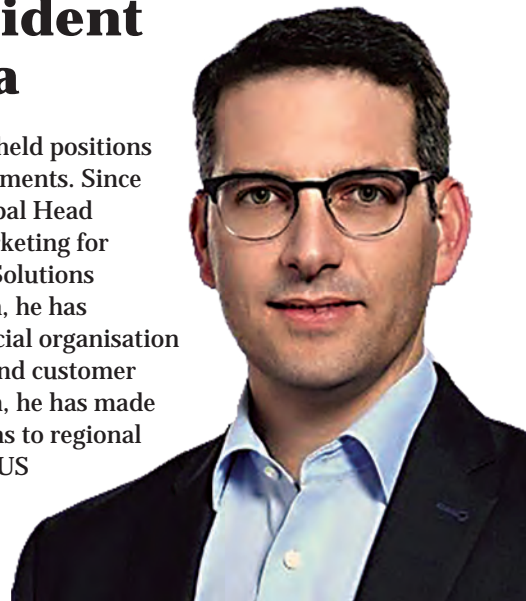 ident
a
held positions
ments. Since
bal Head
keting for
Solutions
n, he has
cial organisation
nd customer
n, he has made
ns to regional
US